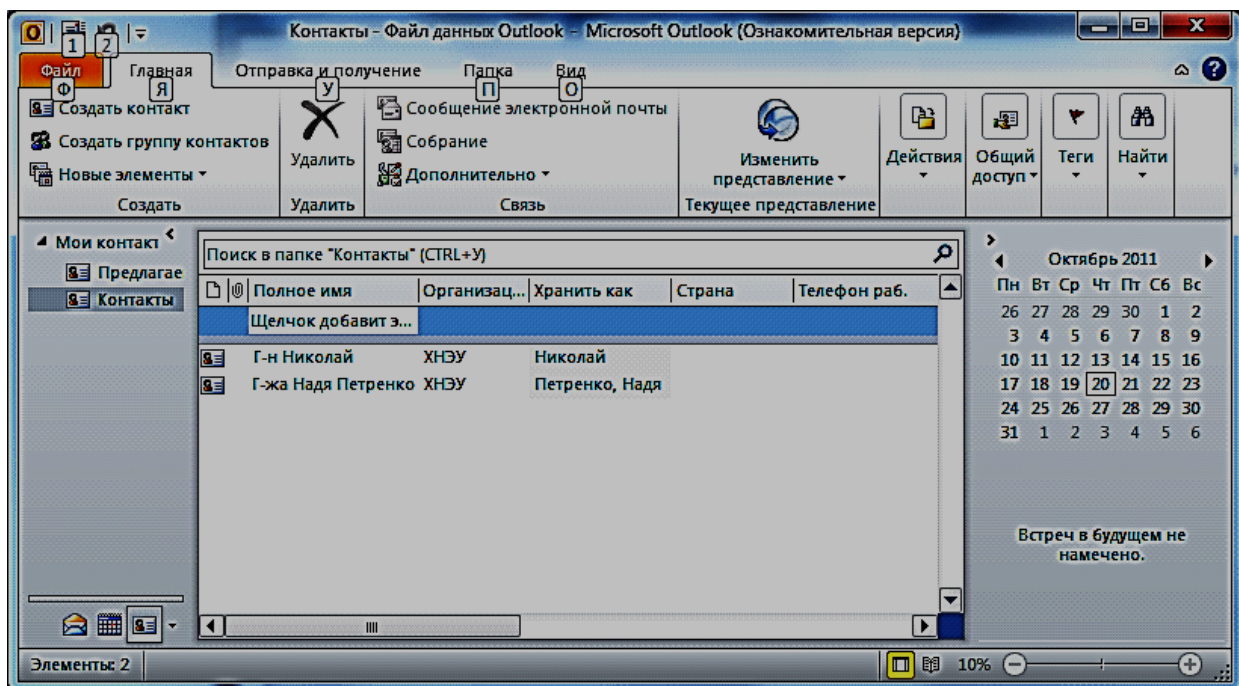 Контакты - Файл данных Outlook - Microsoft Outlook (Ознакомительная версия)
1 2
Файл Главная Отправка и получение Папка Вид
Ф Я У П О
Создать контакт
Создать группу контактов
Новые элементы
Создать
Удалить
Удалить
Сообщение электронной почты
Собрание
Дополнительно
Связь
Изменить
представление
Текущее представление
Действия
Общий
доступ
Теги
Найти
Мои контакт
Предлагае
Контакты
Поиск в папке "Контакты" (CTRL+У)
Полное имя Организац... Хранить как Страна Телефон раб.
Щелчок добавит э...
Г-н Николай ХНЭУ Николай
Г-жа Надя Петренко ХНЭУ Петренко, Надя
Октябрь 2011
Пн Вт Ср Чт Пт Сб Вс
26 27 28 29 30 1 2
3 4 5 6 7 8 9
10 11 12 13 14 15 16
17 18 19 20 21 22 23
24 25 26 27 28 29 30
31 1 2 3 4 5 6
Встреч в будущем не
намечено.
Элементы: 2
10%